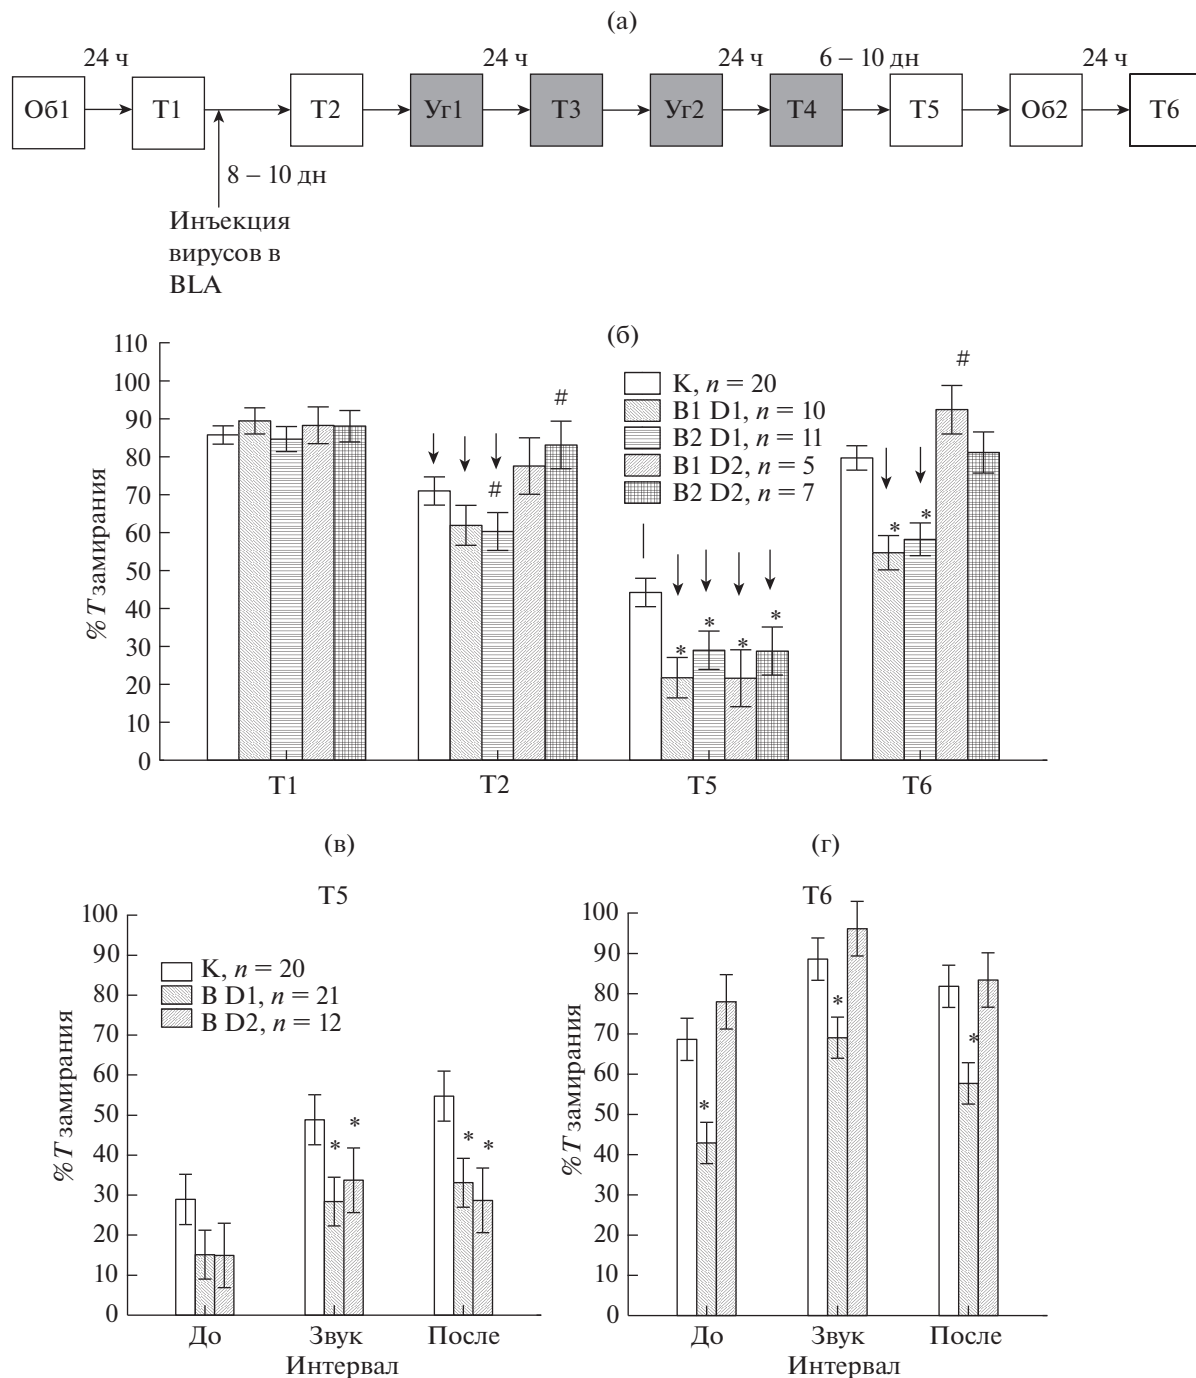 (а)
24 ч 24 ч 24 ч 6 – 10 дн 24 ч
Об1 Т1 Т2 Уг1 Т3 Уг2 Т4 Т5 Об2 Т6
8 – 10 дн
Инъекция
вирусов в
BLA
(б)
110
100
90
80
70
60
50
40
30
20
10
0
% T замирания
К, n = 20
В1 D1, n = 10
В2 D1, n = 11
В1 D2, n = 5
В2 D2, n = 7
# # #
* * * * * *
Т1 Т2 Т5 Т6
(в)
Т5
100
90
80
70
60
50
40
30
20
10
0
% T замирания
К, n = 20
В D1, n = 21
В D2, n = 12
* * * *
До Звук После
Интервал
(г)
Т6
100
90
80
70
60
50
40
30
20
10
0
% T замирания
* * *
До Звук После
Интервал